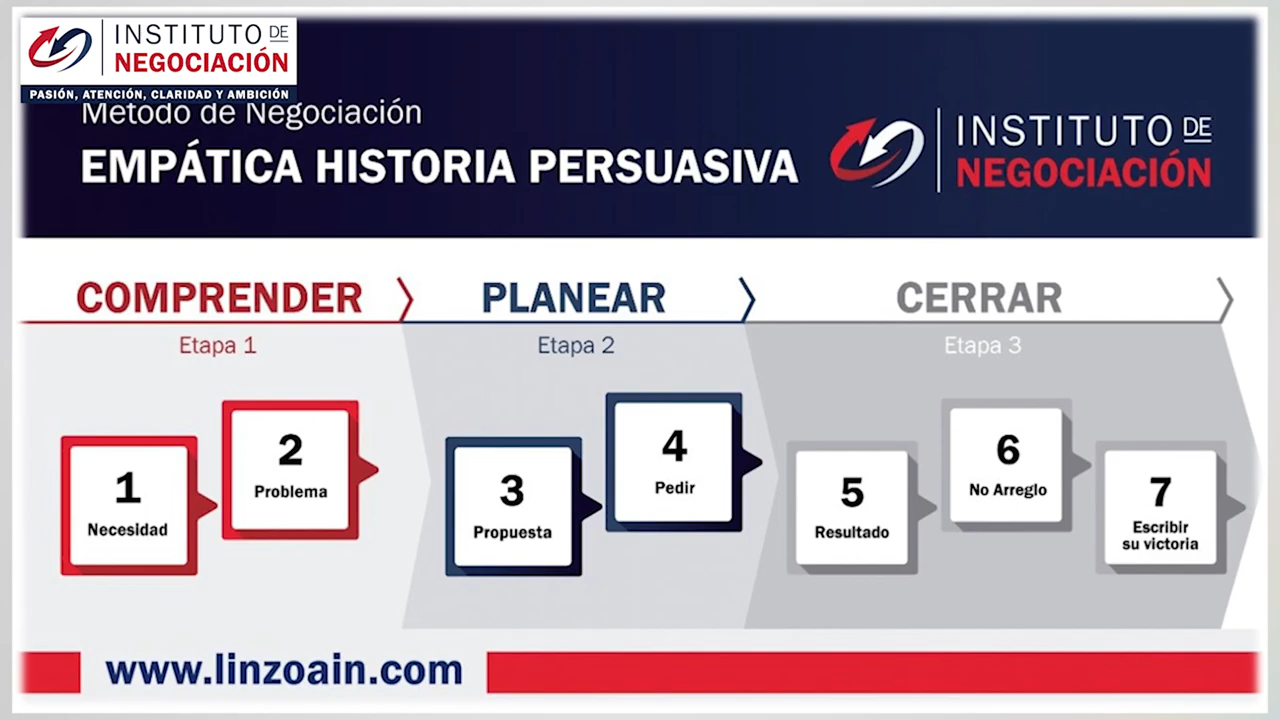 INSTITUTO DE
NEGOCIACIÓN
PASIÓN, ATENCIÓN, CLARIDAD Y AMBICIÓN
Método de Negociación
EMPÁTICA HISTORIA PERSUASIVA
INSTITUTO DE
NEGOCIACIÓN
COMPRENDER
PLANEAR
CERRAR
Etapa 1
Etapa 2
Etapa 3
1
Necesidad
2
Problema
3
Propuesta
4
Pedir
5
Resultado
6
No Arreglo
7
Escribir
su victoria
www.linzoain.com